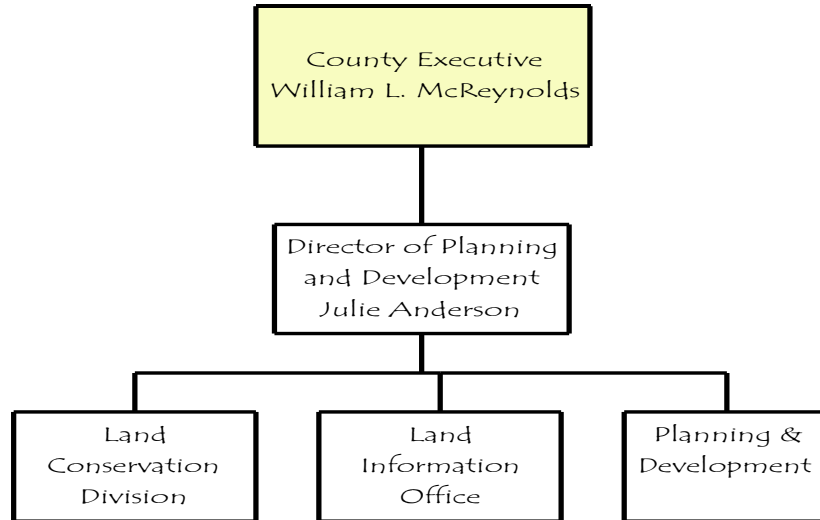 County Executive
William L. McReynolds
Director of Planning
and Development
Julie Anderson
Land
Conservation
Division
Land
Information
Office
Planning &
Development